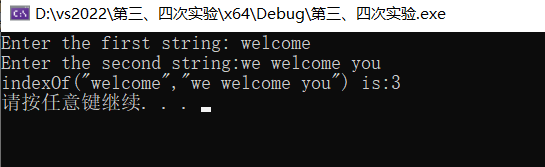 D:\vs2022\第三、四次实验\x64\Debug\第三、四次实验.exe
Enter the first string: welcome
Enter the second string:we welcome you
indexOf("welcome","we welcome you") is:3
请按任意键继续. . .